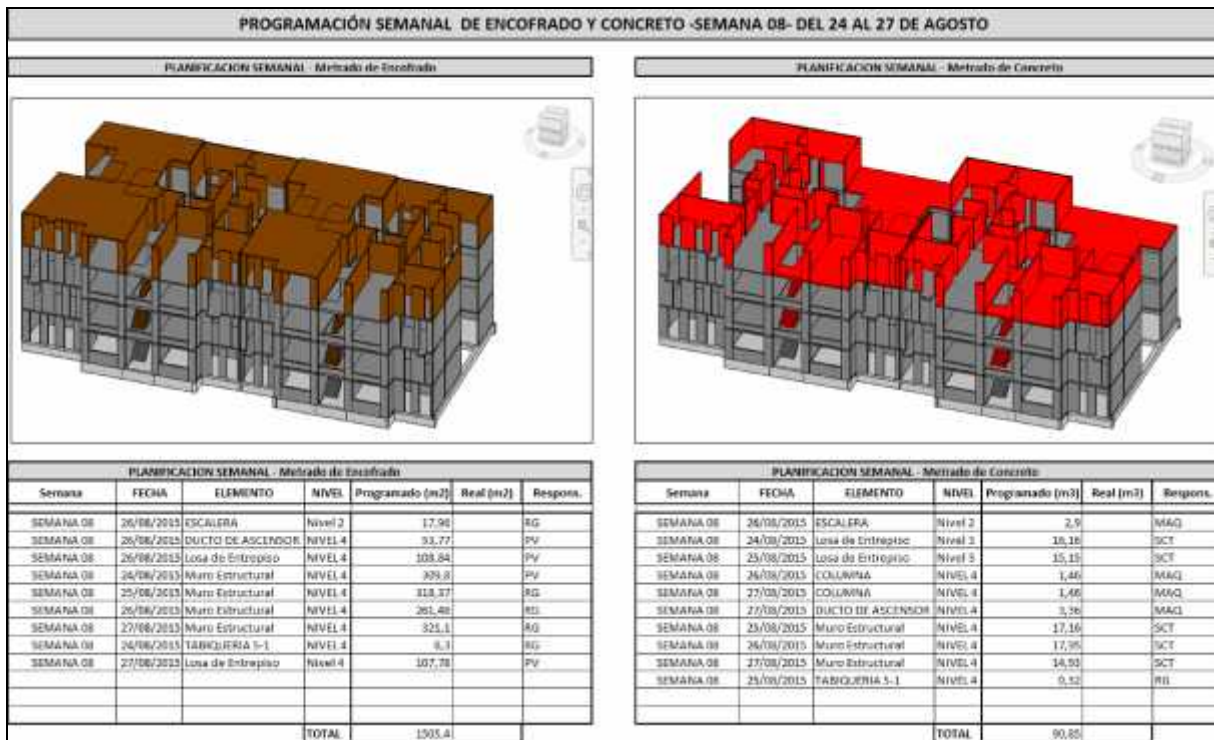 PROGRAMACIÓN SEMANAL DE ENCOFRADO Y CONCRETO -SEMANA 08- DEL 24 AL 27 DE AGOSTO
PLANIFICACION SEMANAL - Metrado de Encofrado
PLANIFICACION SEMANAL - Metrado de Concreto
PLANIFICACION SEMANAL - Metrado de Encofrado
Semana FECHA ELEMENTO NIVEL Programado (m2) Real (m2) Respons.
SEMANA 08 26/08/2015 ESCALERA Nivel 2 17,96 RG
SEMANA 08 26/08/2015 DUCTO DE ASCENSOR NIVEL 4 53,77 PV
SEMANA 08 26/08/2015 Losa de Entrepiso NIVEL 4 108,84 PV
SEMANA 08 24/08/2015 Muro Estructural NIVEL 4 309,8 PV
SEMANA 08 25/08/2015 Muro Estructural NIVEL 4 318,37 RG
SEMANA 08 26/08/2015 Muro Estructural NIVEL 4 261,48 RG
SEMANA 08 27/08/2015 Muro Estructural NIVEL 4 325,1 RG
SEMANA 08 24/08/2015 TABIQUERIA S-1 NIVEL 4 RG
SEMANA 08 27/08/2015 Losa de Entrepiso Nivel 4 107,78 PV
TOTAL 1503,4
PLANIFICACION SEMANAL - Metrado de Concreto
Semana FECHA ELEMENTO NIVEL Programado (m3) Real (m3) Respons.
SEMANA 08 26/08/2015 ESCALERA Nivel 2 2,9 MAQ
SEMANA 08 24/08/2015 Losa de Entrepiso Nivel 3 16,16 SCT
SEMANA 08 25/08/2015 Losa de Entrepiso Nivel 3 15,15 SCT
SEMANA 08 26/08/2015 COLUMNA NIVEL 4 1,46 MAQ
SEMANA 08 27/08/2015 COLUMNA NIVEL 4 1,46 MAQ
SEMANA 08 27/08/2015 DUCTO DE ASCENSOR NIVEL 4 3,36 MAQ
SEMANA 08 25/08/2015 Muro Estructural NIVEL 4 17,16 SCT
SEMANA 08 26/08/2015 Muro Estructural NIVEL 4 17,95 SCT
SEMANA 08 27/08/2015 Muro Estructural NIVEL 4 14,93 SCT
SEMANA 08 25/08/2015 TABIQUERIA S-1 NIVEL 4 0,32 RG
TOTAL 90,85